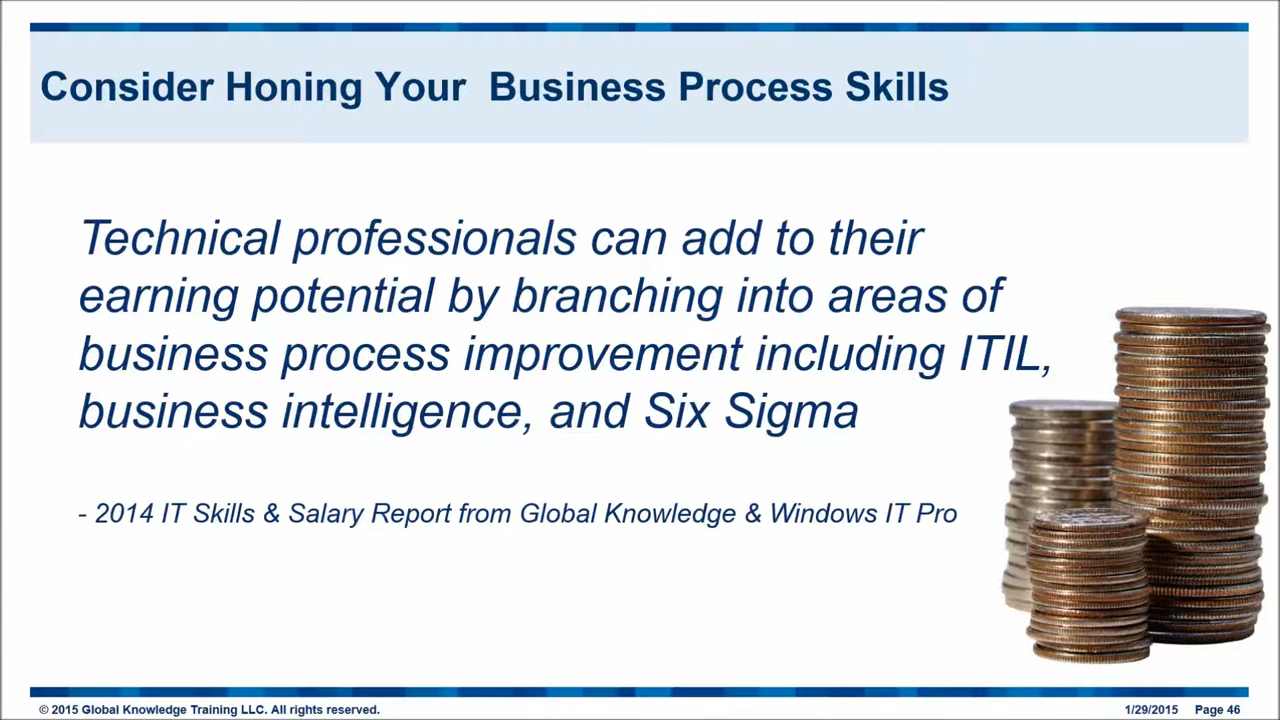 Consider Honing Your  Business Process Skills
Technical professionals can add to their
earning potential by branching into areas of
business process improvement including ITIL,
business intelligence, and Six Sigma
- 2014 IT Skills & Salary Report from Global Knowledge & Windows IT Pro
© 2015 Global Knowledge Training LLC. All rights reserved.
1/29/2015 Page 46